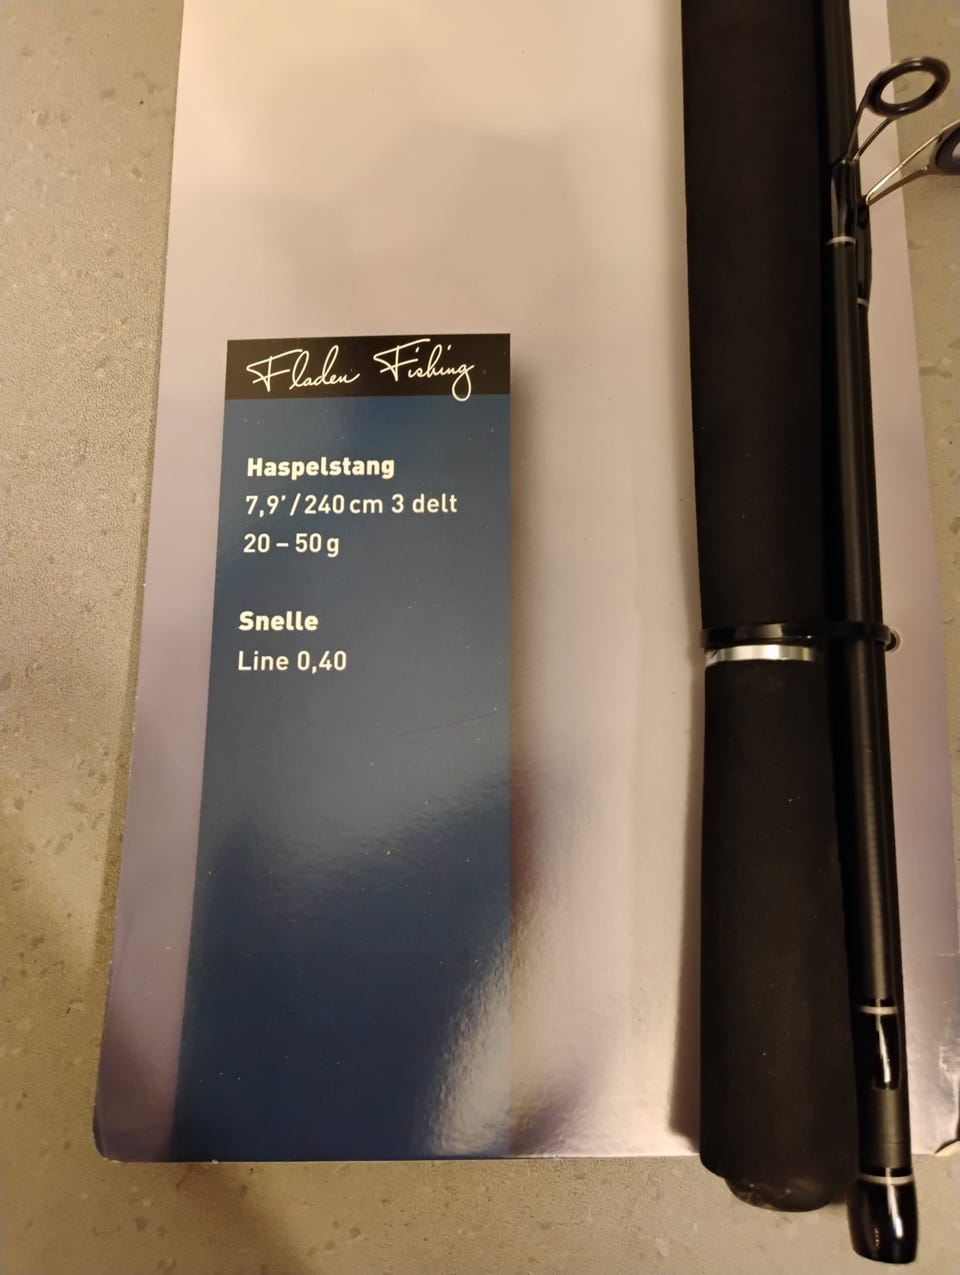 Fladen Fishing
Haspelstang
7,9'/240 cm 3 delt
20 – 50 g
Snelle
Line 0,40